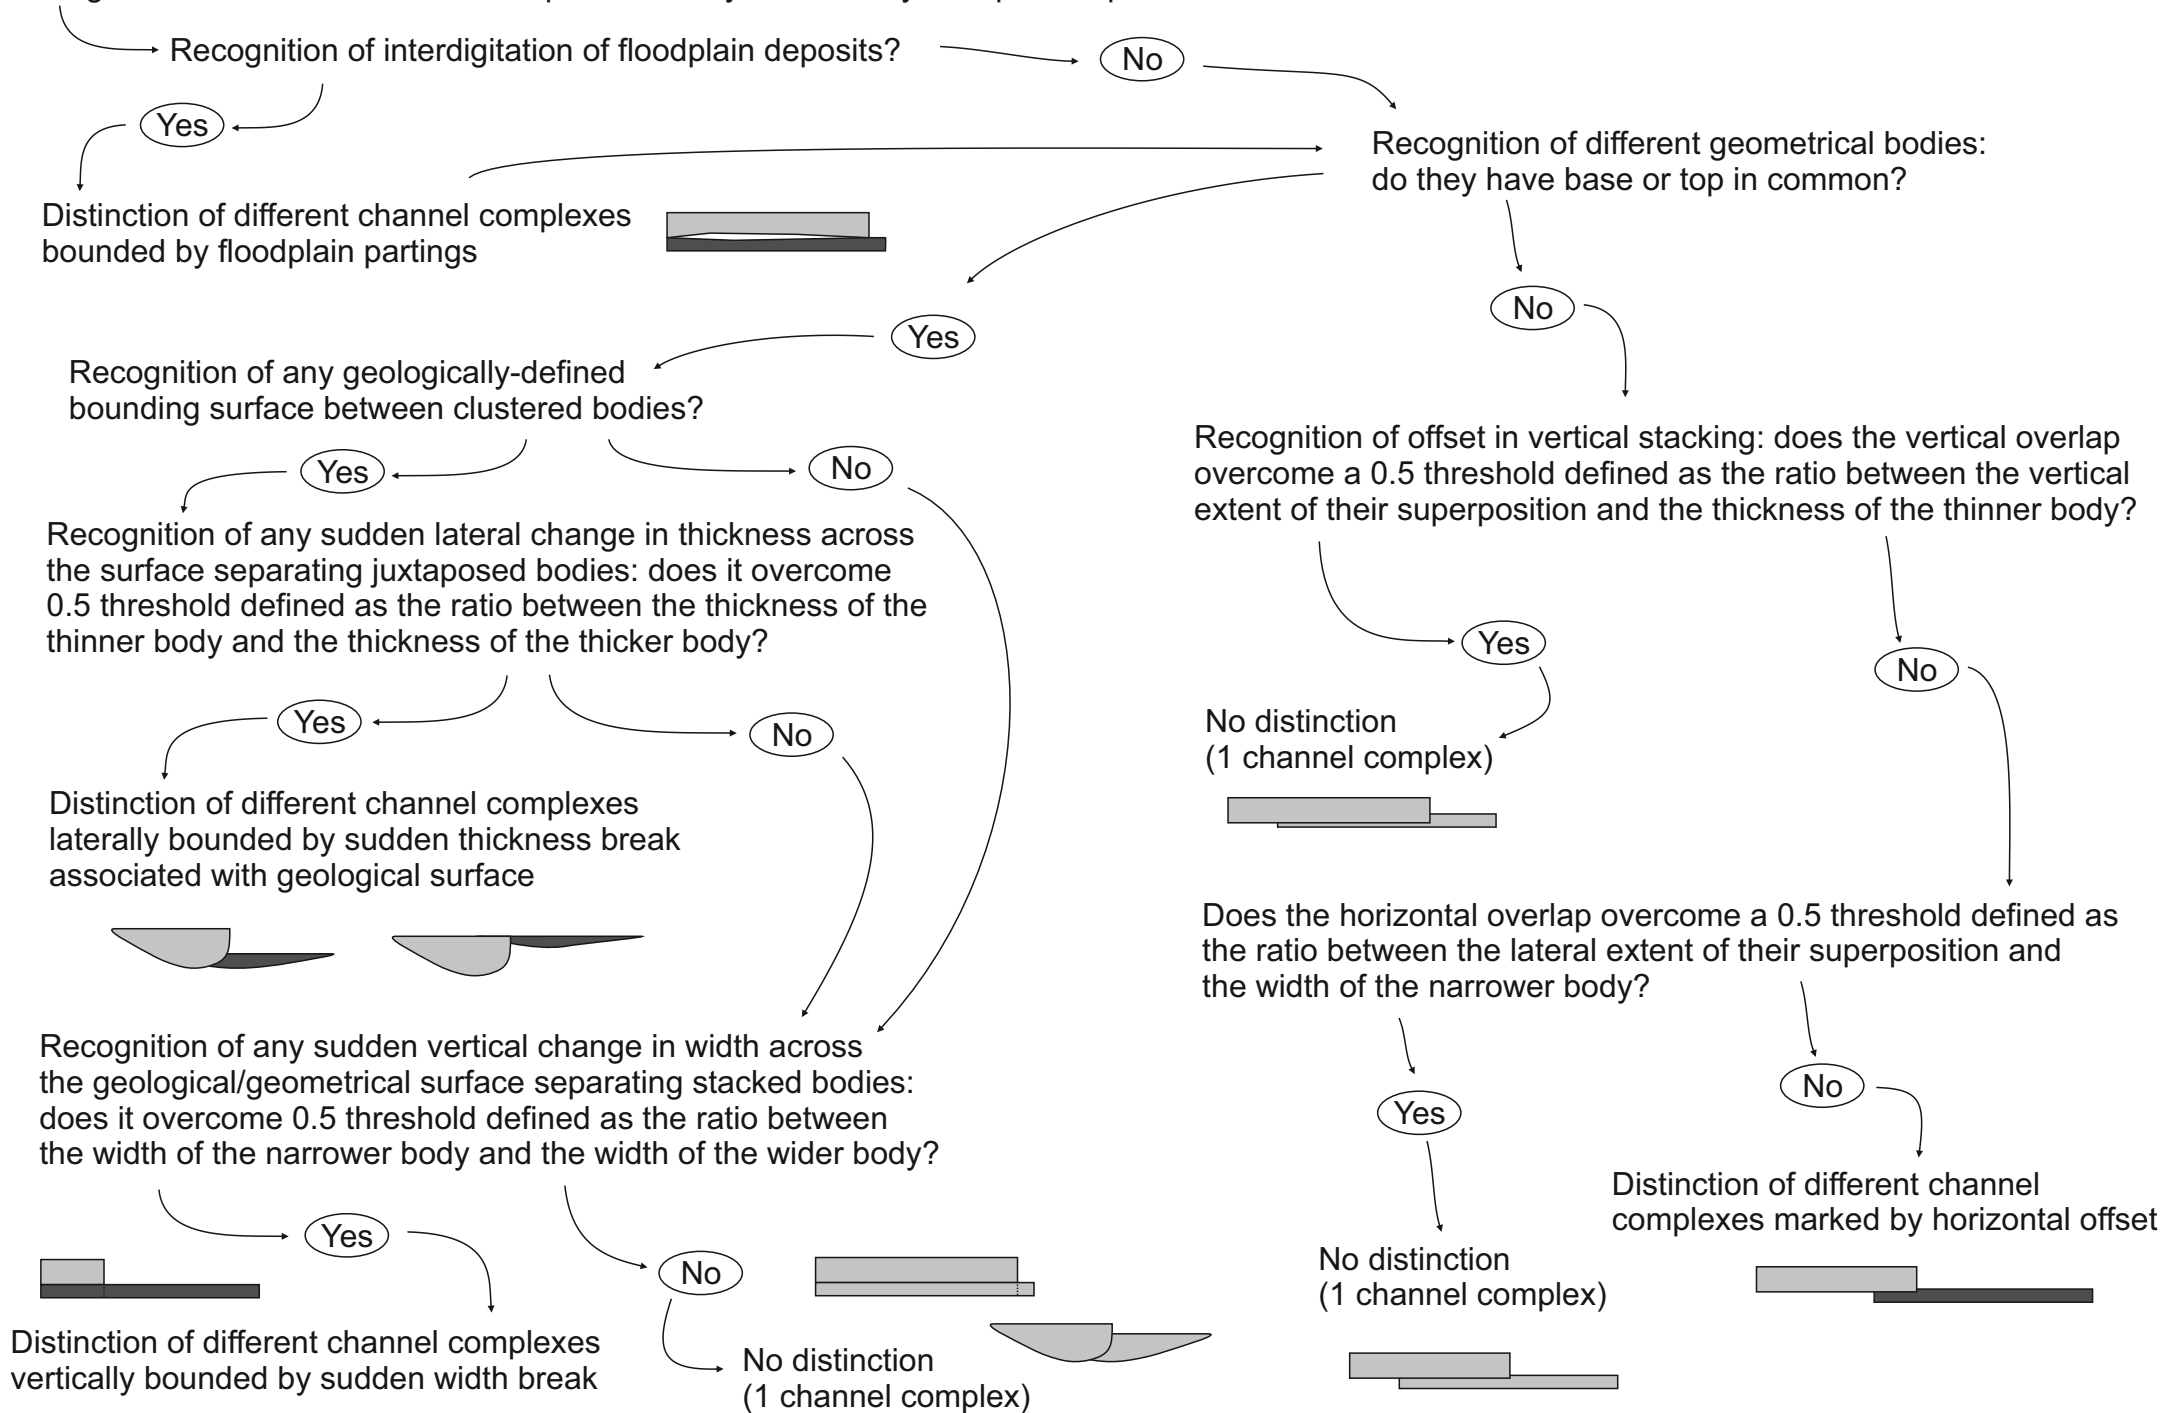 Recognition of interdigitation of floodplain deposits?
No
Yes
Recognition of different geometrical bodies:
do they have base or top in common?
Distinction of different channel complexes
bounded by floodplain partings
No
Yes
Recognition of any geologically-defined
bounding surface between clustered bodies?
Yes
No
Recognition of offset in vertical stacking: does the vertical overlap
overcome a 0.5 threshold defined as the ratio between the vertical
extent of their superposition and the thickness of the thinner body?
Recognition of any sudden lateral change in thickness across
the surface separating juxtaposed bodies: does it overcome
0.5 threshold defined as the ratio between the thickness of the
thinner body and the thickness of the thicker body?
Yes
No
Yes
No
No distinction
(1 channel complex)
Distinction of different channel complexes
laterally bounded by sudden thickness break
associated with geological surface
Does the horizontal overlap overcome a 0.5 threshold defined as
the ratio between the lateral extent of their superposition and
the width of the narrower body?
Recognition of any sudden vertical change in width across
the geological/geometrical surface separating stacked bodies:
does it overcome 0.5 threshold defined as the ratio between
the width of the narrower body and the width of the wider body?
Yes
No
Yes
No
Distinction of different channel
complexes marked by horizontal offset
No distinction
(1 channel complex)
Distinction of different channel complexes
vertically bounded by sudden width break
No distinction
(1 channel complex)